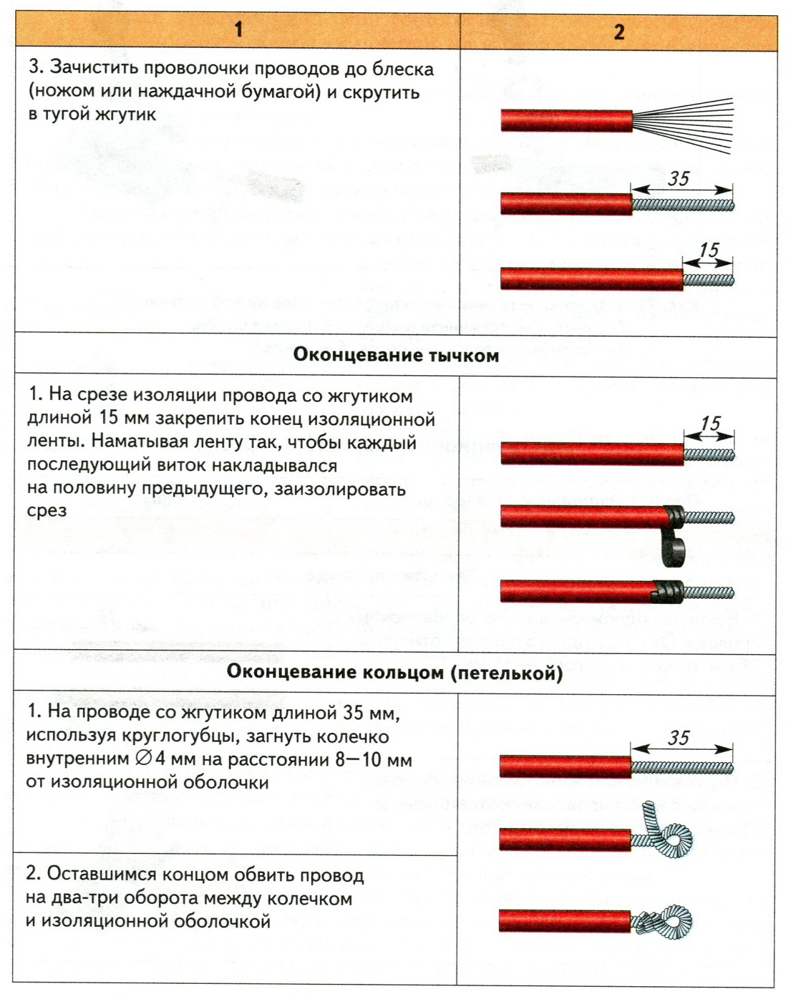 1
2
3. Зачистить проволочки проводов до блеска
(ножом или наждачной бумагой) и скрутить
в тугой жгутик
35
15
Оконцевание тычком
1. На срезе изоляции провода со жгутиком
длиной 15 мм закрепить конец изоляционной
ленты. Наматывая ленту так, чтобы каждый
последующий виток накладывался
на половину предыдущего, заизолировать
срез
15
Оконцевание кольцом (петелькой)
1. На проводе со жгутиком длиной 35 мм,
используя круглогубцы, загнуть колечко
внутренним ∅4 мм на расстоянии 8—10 мм
от изоляционной оболочки
35
2. Оставшимся концом обвить провод
на два-три оборота между колечком
и изоляционной оболочкой